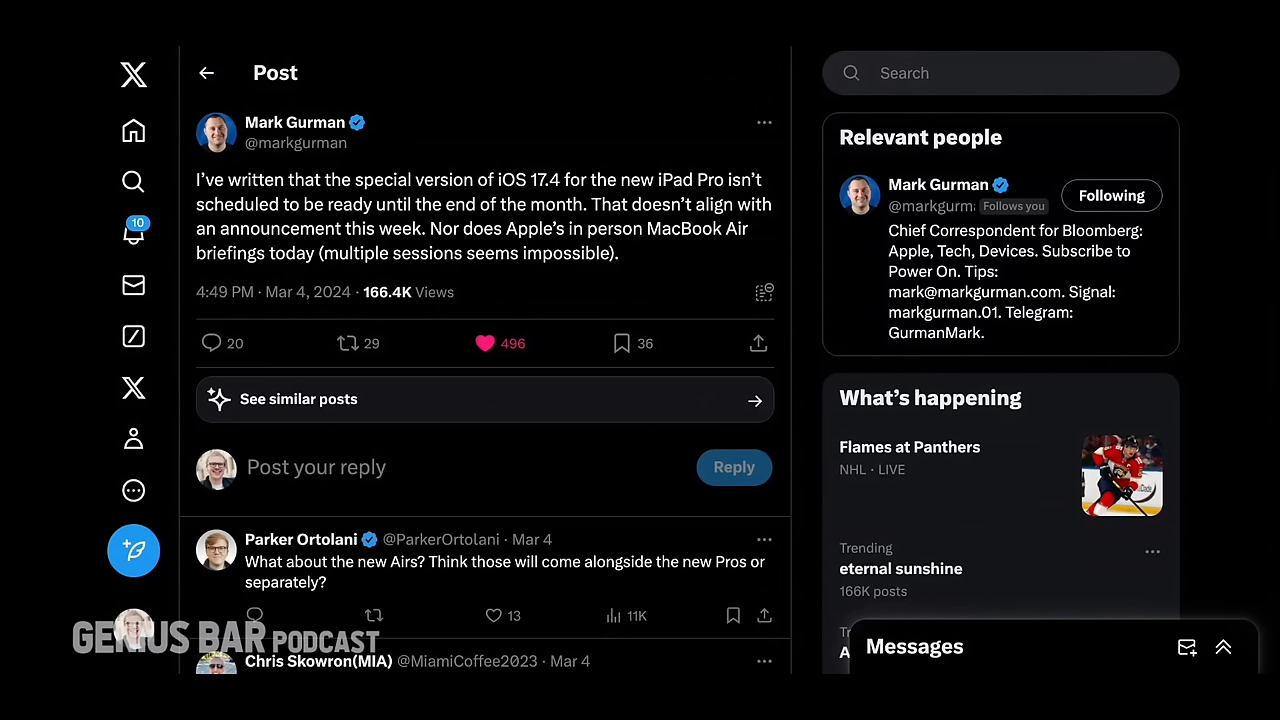 Post
Search
Mark Gurman
@markgurman
I've written that the special version of iOS 17.4 for the new iPad Pro isn't
scheduled to be ready until the end of the month. That doesn't align with
an announcement this week. Nor does Apple's in person MacBook Air
briefings today (multiple sessions seems impossible).
4:49 PM · Mar 4, 2024 · 166.4K Views
20 29 496 36
See similar posts
Post your reply
Reply
Parker Ortolani @ParkerOrtolani · Mar 4
What about the new Airs? Think those will come alongside the new Pros or
separately?
13 11K
Chris Skowron(MIA) @MiamiCoffee2023 · Mar 4
10
Relevant people
Mark Gurman
@markgurm Follows you
Following
Chief Correspondent for Bloomberg:
Apple, Tech, Devices. Subscribe to
Power On. Tips:
mark@markgurman.com. Signal:
markgurman.01. Telegram:
GurmanMark.
What's happening
Flames at Panthers
NHL · LIVE
Trending
eternal sunshine
166K posts
Messages
GENIUS BAR PODCAST